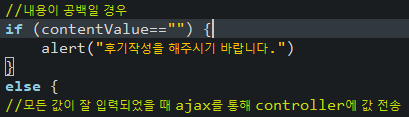 //내용이 공백일 경우
if (contentValue=="") {
alert("후기작성을 해주시기 바랍니다.")
}
else {
//모든 값이 잘 입력되었을 때 ajax를 통해 controller에 값 전송